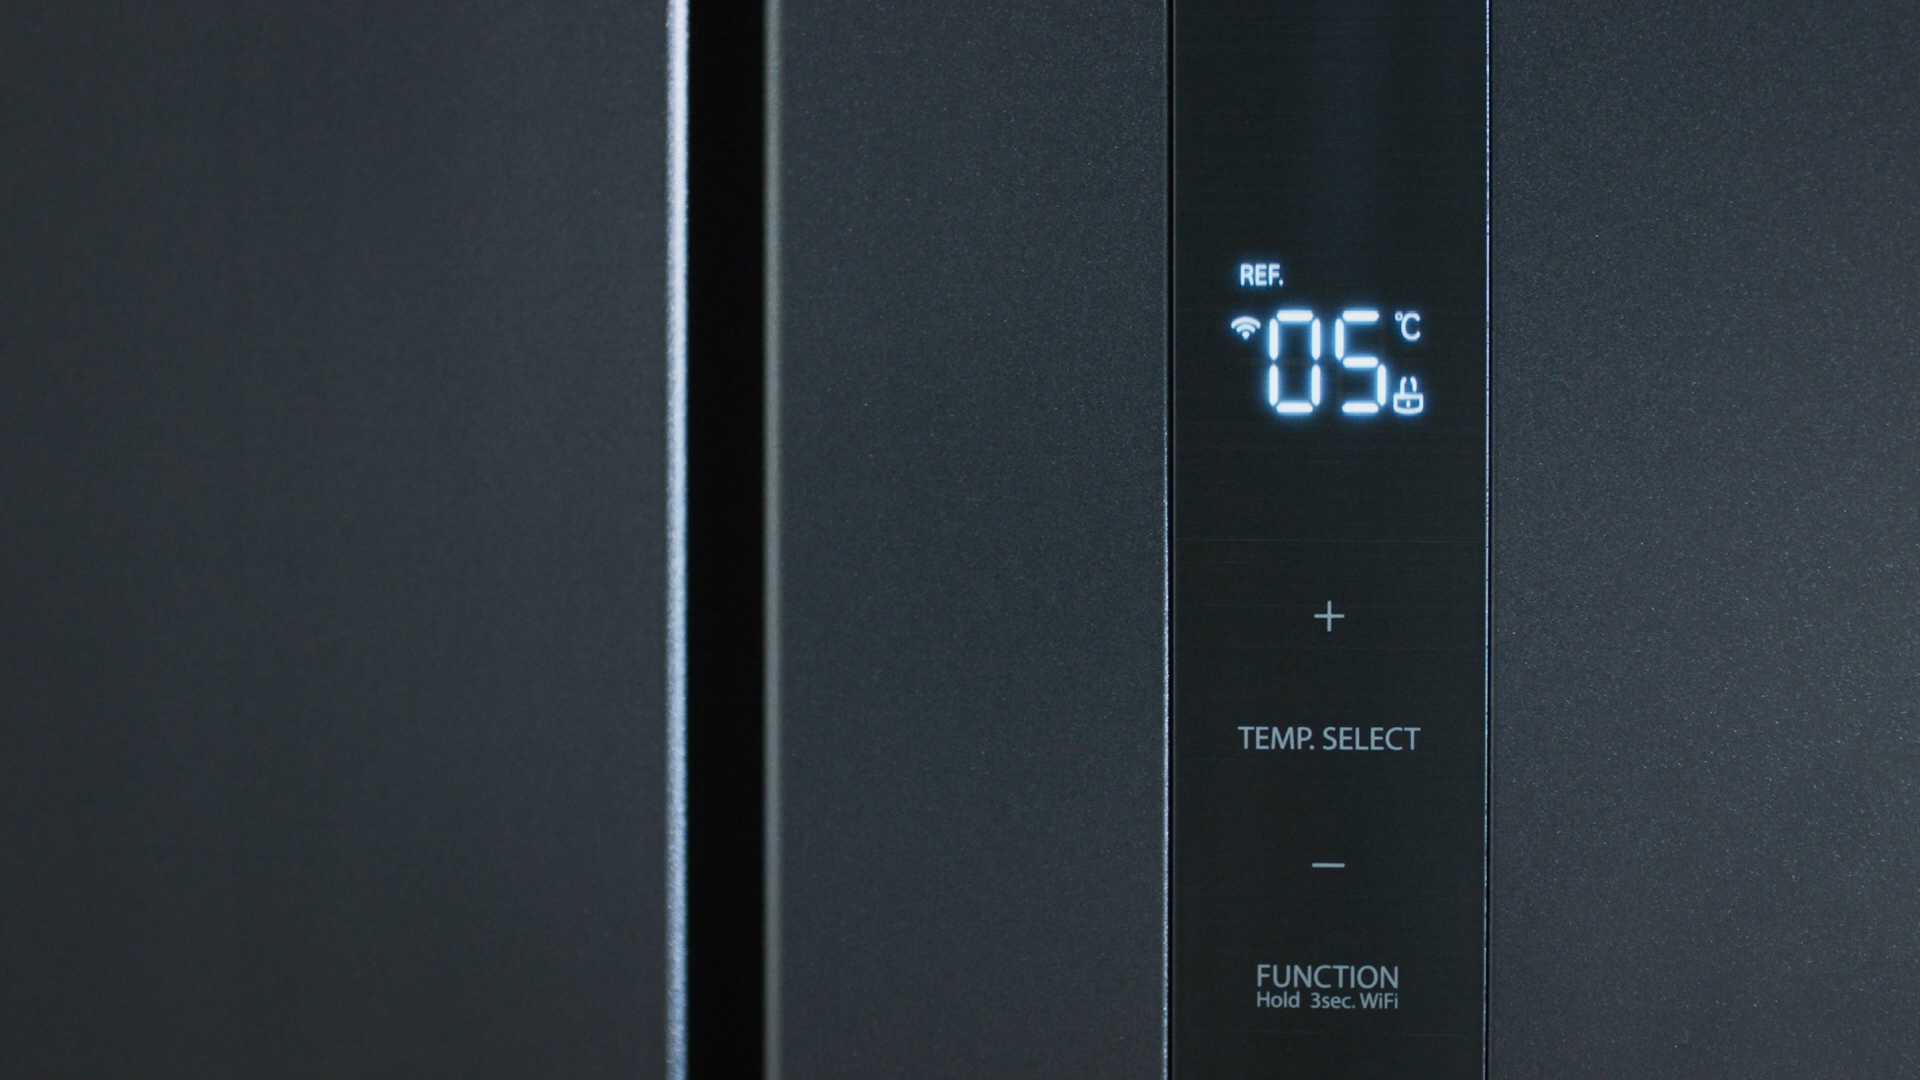 REF.
05 °C
+
TEMP. SELECT
−
FUNCTION
Hold 3sec. WiFi